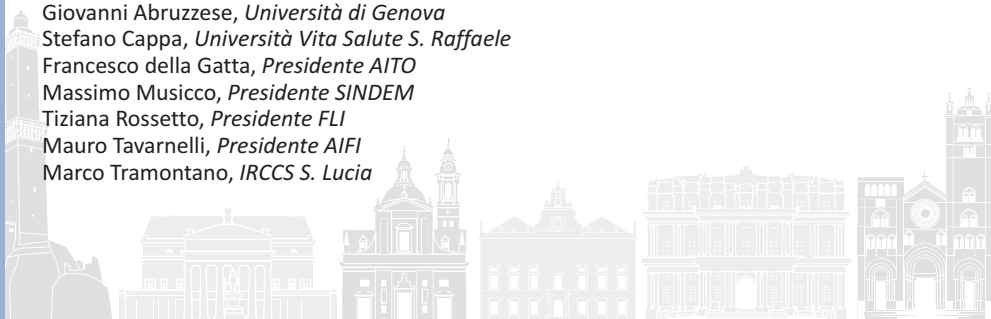 Giovanni Abruzzese, Università di Genova
Stefano Cappa, Università Vita Salute S. Raffaele
Francesco della Gatta, Presidente AITO
Massimo Musicco, Presidente SINDEM
Tiziana Rossetto, Presidente FLI
Mauro Tavarnelli, Presidente AIFI
Marco Tramontano, IRCCS S. Lucia